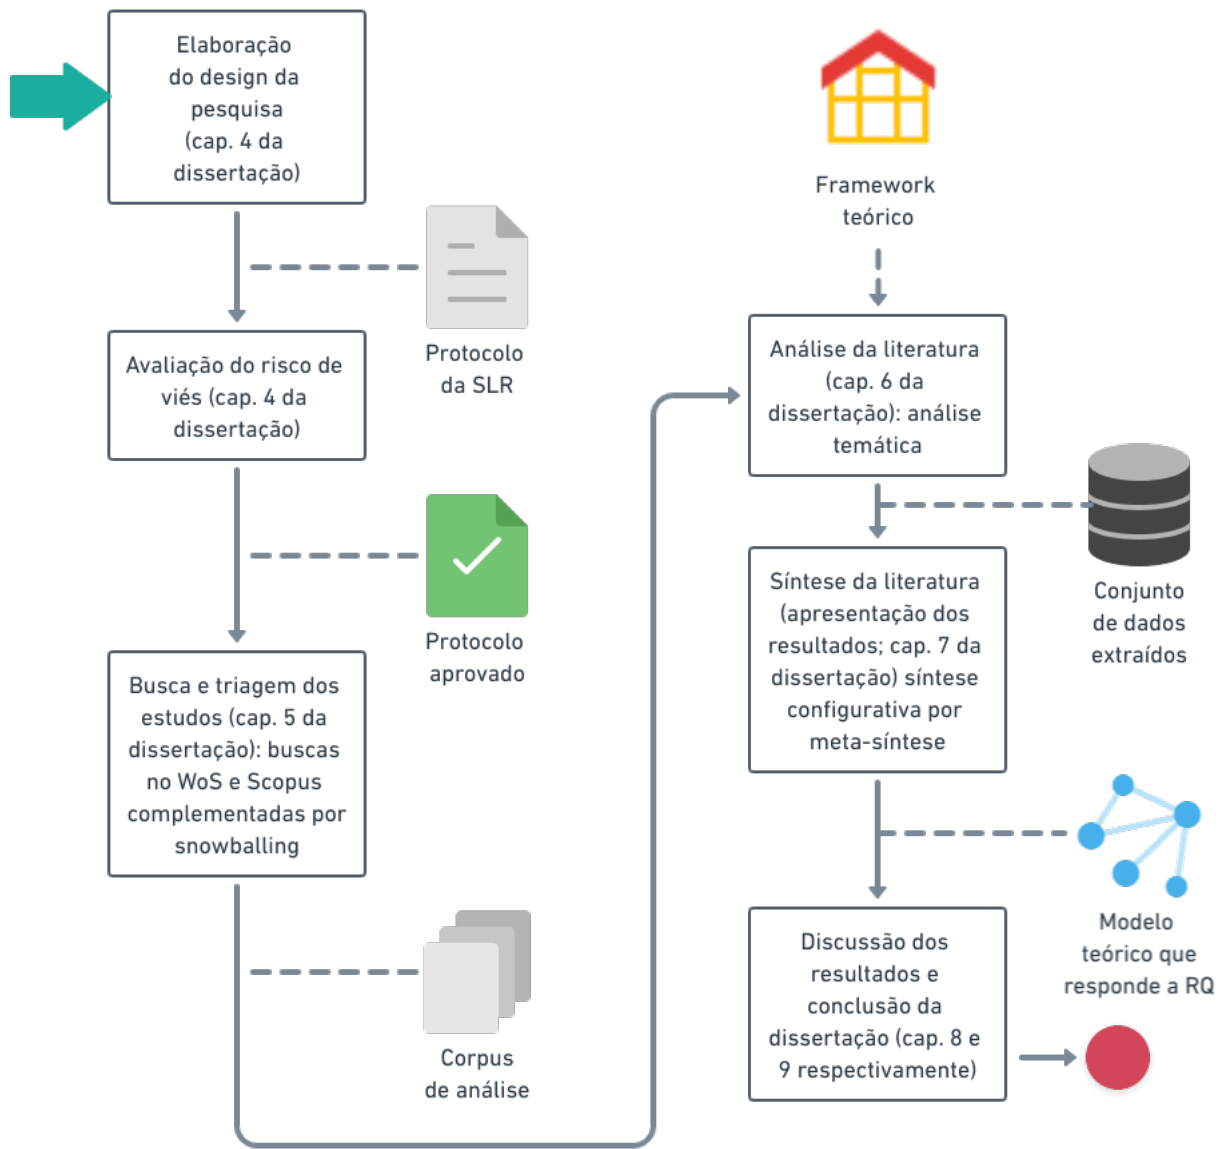 Elaboração
do design da
pesquisa
(cap. 4 da
dissertação)
Protocolo
da SLR
Avaliação do risco de
viés (cap. 4 da
dissertação)
Protocolo
aprovado
Busca e triagem dos
estudos (cap. 5 da
dissertação): buscas
no WoS e Scopus
complementadas por
snowballing
Corpus
de análise
Framework
teórico
Análise da literatura
(cap. 6 da
dissertação): análise
temática
Conjunto
de dados
extraídos
Síntese da literatura
(apresentação dos
resultados; cap. 7 da
dissertação) síntese
configurativa por
meta-síntese
Modelo
teórico que
responde a RQ
Discussão dos
resultados e
conclusão da
dissertação (cap. 8 e
9 respectivamente)